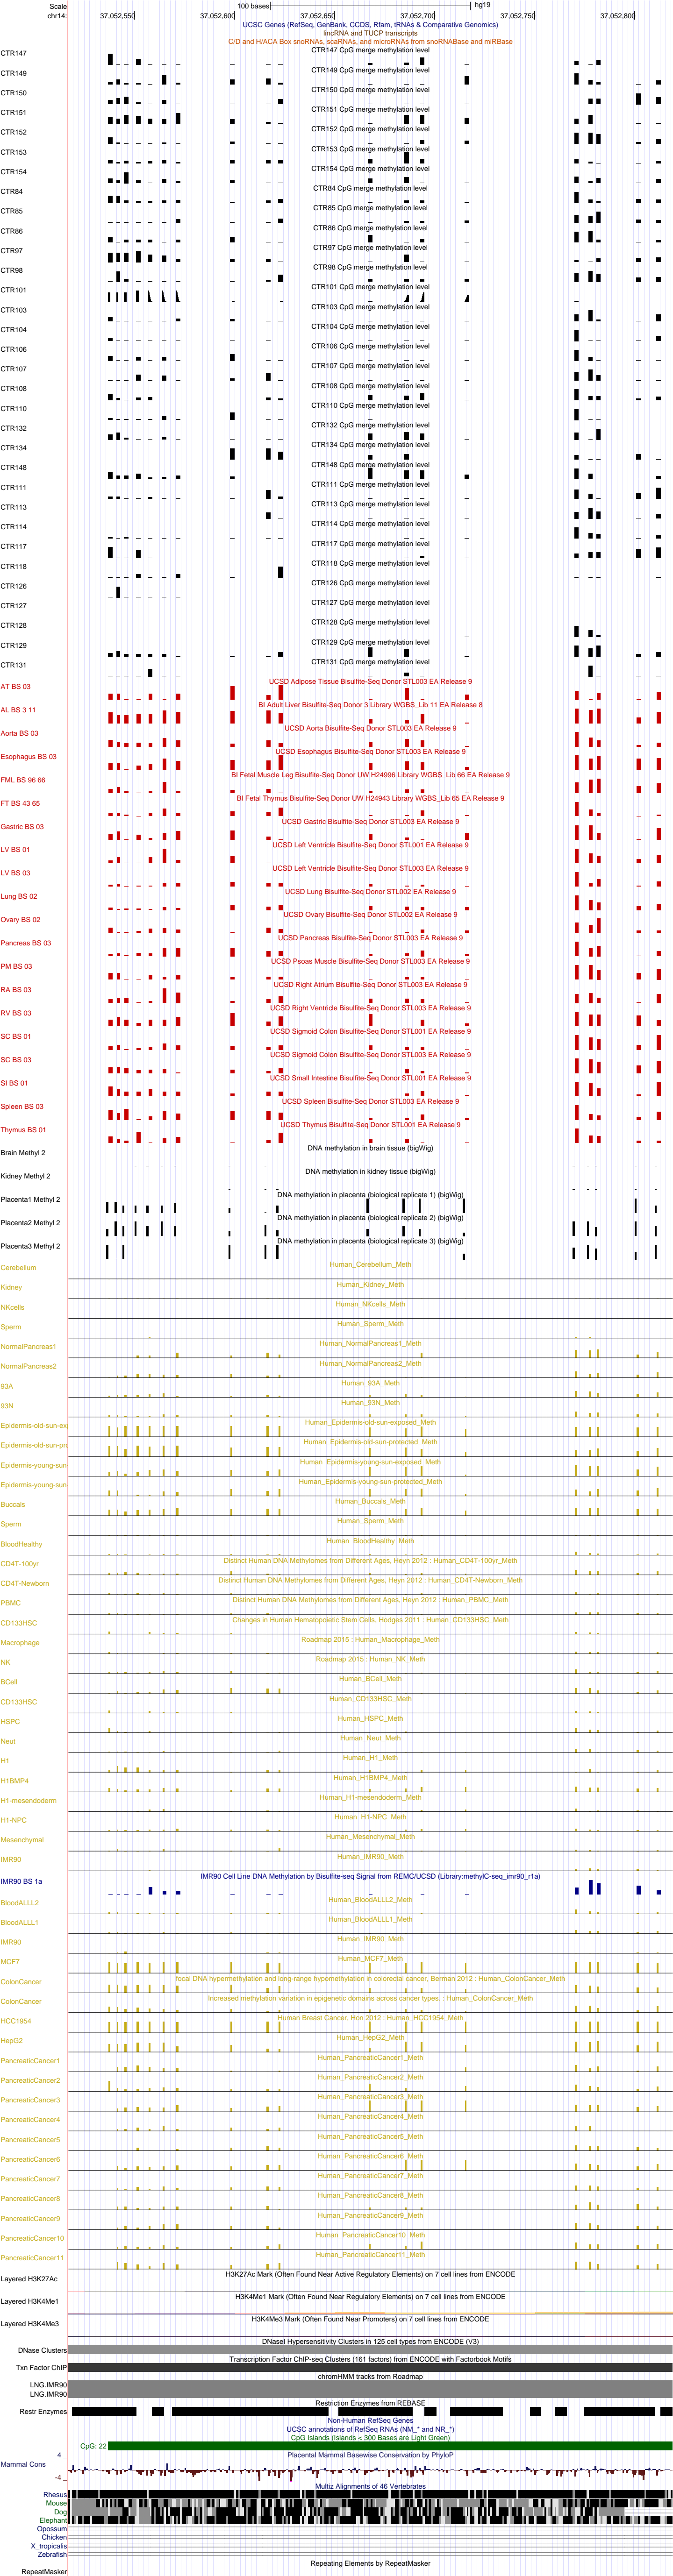 Scale 100 bases hg19
chr14: 37,052,550 37,052,600 37,052,650 37,052,700 37,052,750 37,052,800
UCSC Genes (RefSeq, GenBank, CCDS, Rfam, tRNAs & Comparative Genomics)
lincRNA and TUCP transcripts
C/D and H/ACA Box snoRNAs, scaRNAs, and microRNAs from snoRNABase and miRBase
CTR147 CpG merge methylation level
CTR147
CTR149 CpG merge methylation level
CTR149
CTR150 CpG merge methylation level
CTR150
CTR151 CpG merge methylation level
CTR151
CTR152 CpG merge methylation level
CTR152
CTR153 CpG merge methylation level
CTR153
CTR154 CpG merge methylation level
CTR154
CTR84 CpG merge methylation level
CTR84
CTR85 CpG merge methylation level
CTR85
CTR86 CpG merge methylation level
CTR86
CTR97 CpG merge methylation level
CTR97
CTR98 CpG merge methylation level
CTR98
CTR101 CpG merge methylation level
CTR101
CTR103 CpG merge methylation level
CTR103
CTR104 CpG merge methylation level
CTR104
CTR106 CpG merge methylation level
CTR106
CTR107 CpG merge methylation level
CTR107
CTR108 CpG merge methylation level
CTR108
CTR110 CpG merge methylation level
CTR110
CTR132 CpG merge methylation level
CTR132
CTR134 CpG merge methylation level
CTR134
CTR148 CpG merge methylation level
CTR148
CTR111 CpG merge methylation level
CTR111
CTR113 CpG merge methylation level
CTR113
CTR114 CpG merge methylation level
CTR114
CTR117 CpG merge methylation level
CTR117
CTR118 CpG merge methylation level
CTR118
CTR126 CpG merge methylation level
CTR126
CTR127 CpG merge methylation level
CTR127
CTR128 CpG merge methylation level
CTR128
CTR129 CpG merge methylation level
CTR129
CTR131 CpG merge methylation level
CTR131
UCSD Adipose Tissue Bisulfite-Seq Donor STL003 EA Release 9
AT BS 03
BI Adult Liver Bisulfite-Seq Donor 3 Library WGBS_Lib 11 EA Release 8
AL BS 3 11
UCSD Aorta Bisulfite-Seq Donor STL003 EA Release 9
Aorta BS 03
UCSD Esophagus Bisulfite-Seq Donor STL003 EA Release 9
Esophagus BS 03
BI Fetal Muscle Leg Bisulfite-Seq Donor UW H24996 Library WGBS_Lib 66 EA Release 9
FML BS 96 66
BI Fetal Thymus Bisulfite-Seq Donor UW H24943 Library WGBS_Lib 65 EA Release 9
FT BS 43 65
UCSD Gastric Bisulfite-Seq Donor STL003 EA Release 9
Gastric BS 03
UCSD Left Ventricle Bisulfite-Seq Donor STL001 EA Release 9
LV BS 01
UCSD Left Ventricle Bisulfite-Seq Donor STL003 EA Release 9
LV BS 03
UCSD Lung Bisulfite-Seq Donor STL002 EA Release 9
Lung BS 02
UCSD Ovary Bisulfite-Seq Donor STL002 EA Release 9
Ovary BS 02
UCSD Pancreas Bisulfite-Seq Donor STL003 EA Release 9
Pancreas BS 03
UCSD Psoas Muscle Bisulfite-Seq Donor STL003 EA Release 9
PM BS 03
UCSD Right Atrium Bisulfite-Seq Donor STL003 EA Release 9
RA BS 03
UCSD Right Ventricle Bisulfite-Seq Donor STL003 EA Release 9
RV BS 03
UCSD Sigmoid Colon Bisulfite-Seq Donor STL001 EA Release 9
SC BS 01
UCSD Sigmoid Colon Bisulfite-Seq Donor STL003 EA Release 9
SC BS 03
UCSD Small Intestine Bisulfite-Seq Donor STL001 EA Release 9
SI BS 01
UCSD Spleen Bisulfite-Seq Donor STL003 EA Release 9
Spleen BS 03
UCSD Thymus Bisulfite-Seq Donor STL001 EA Release 9
Thymus BS 01
DNA methylation in brain tissue (bigWig)
Brain Methyl 2
DNA methylation in kidney tissue (bigWig)
Kidney Methyl 2
DNA methylation in placenta (biological replicate 1) (bigWig)
Placenta1 Methyl 2
DNA methylation in placenta (biological replicate 2) (bigWig)
Placenta2 Methyl 2
DNA methylation in placenta (biological replicate 3) (bigWig)
Placenta3 Methyl 2
Human_Cerebellum_Meth
Cerebellum
Human_Kidney_Meth
Kidney
Human_NKcells_Meth
NKcells
Human_Sperm_Meth
Sperm
Human_NormalPancreas1_Meth
NormalPancreas1
Human_NormalPancreas2_Meth
NormalPancreas2
Human_93A_Meth
93A
Human_93N_Meth
93N
Human_Epidermis-old-sun-exposed_Meth
Epidermis-old-sun-ex
Human_Epidermis-old-sun-protected_Meth
Epidermis-old-sun-pro
Human_Epidermis-young-sun-exposed_Meth
Epidermis-young-sun
Human_Epidermis-young-sun-protected_Meth
Epidermis-young-sun
Human_Buccals_Meth
Buccals
Human_Sperm_Meth
Sperm
Human_BloodHealthy_Meth
BloodHealthy
Distinct Human DNA Methylomes from Different Ages, Heyn 2012 : Human_CD4T-100yr_Meth
CD4T-100yr
Distinct Human DNA Methylomes from Different Ages, Heyn 2012 : Human_CD4T-Newborn_Meth
CD4T-Newborn
Distinct Human DNA Methylomes from Different Ages, Heyn 2012 : Human_PBMC_Meth
PBMC
Changes in Human Hematopoietic Stem Cells, Hodges 2011 : Human_CD133HSC_Meth
CD133HSC
Roadmap 2015 : Human_Macrophage_Meth
Macrophage
Roadmap 2015 : Human_NK_Meth
NK
Human_BCell_Meth
BCell
Human_CD133HSC_Meth
CD133HSC
Human_HSPC_Meth
HSPC
Human_Neut_Meth
Neut
Human_H1_Meth
H1
Human_H1BMP4_Meth
H1BMP4
Human_H1-mesendoderm_Meth
H1-mesendoderm
Human_H1-NPC_Meth
H1-NPC
Human_Mesenchymal_Meth
Mesenchymal
Human_IMR90_Meth
IMR90
IMR90 Cell Line DNA Methylation by Bisulfite-seq Signal from REMC/UCSD (Library:methylC-seq_imr90_r1a)
IMR90 BS 1a
Human_BloodALLL2_Meth
BloodALLL2
Human_BloodALLL1_Meth
BloodALLL1
Human_IMR90_Meth
IMR90
Human_MCF7_Meth
MCF7
focal DNA hypermethylation and long-range hypomethylation in colorectal cancer, Berman 2012 : Human_ColonCancer_Meth
ColonCancer
Increased methylation variation in epigenetic domains across cancer types. : Human_ColonCancer_Meth
ColonCancer
Human Breast Cancer, Hon 2012 : Human_HCC1954_Meth
HCC1954
Human_HepG2_Meth
HepG2
Human_PancreaticCancer1_Meth
PancreaticCancer1
Human_PancreaticCancer2_Meth
PancreaticCancer2
Human_PancreaticCancer3_Meth
PancreaticCancer3
Human_PancreaticCancer4_Meth
PancreaticCancer4
Human_PancreaticCancer5_Meth
PancreaticCancer5
Human_PancreaticCancer6_Meth
PancreaticCancer6
Human_PancreaticCancer7_Meth
PancreaticCancer7
Human_PancreaticCancer8_Meth
PancreaticCancer8
Human_PancreaticCancer9_Meth
PancreaticCancer9
Human_PancreaticCancer10_Meth
PancreaticCancer10
Human_PancreaticCancer11_Meth
PancreaticCancer11
H3K27Ac Mark (Often Found Near Active Regulatory Elements) on 7 cell lines from ENCODE
Layered H3K27Ac
H3K4Me1 Mark (Often Found Near Regulatory Elements) on 7 cell lines from ENCODE
Layered H3K4Me1
H3K4Me3 Mark (Often Found Near Promoters) on 7 cell lines from ENCODE
Layered H3K4Me3
DNaseI Hypersensitivity Clusters in 125 cell types from ENCODE (V3)
DNase Clusters
Transcription Factor ChIP-seq Clusters (161 factors) from ENCODE with Factorbook Motifs
Txn Factor ChIP
chromHMM tracks from Roadmap
LNG.IMR90
LNG.IMR90
Restriction Enzymes from REBASE
Restr Enzymes
Non-Human RefSeq Genes
UCSC annotations of RefSeq RNAs (NM_* and NR_*)
CpG Islands (Islands < 300 Bases are Light Green)
CpG: 22
Placental Mammal Basewise Conservation by PhyloP
4 _
Mammal Cons
-4 _
Multiz Alignments of 46 Vertebrates
Rhesus
Mouse
Dog
Elephant
Opossum
Chicken
X_tropicalis
Zebrafish
Repeating Elements by RepeatMasker
RepeatMasker